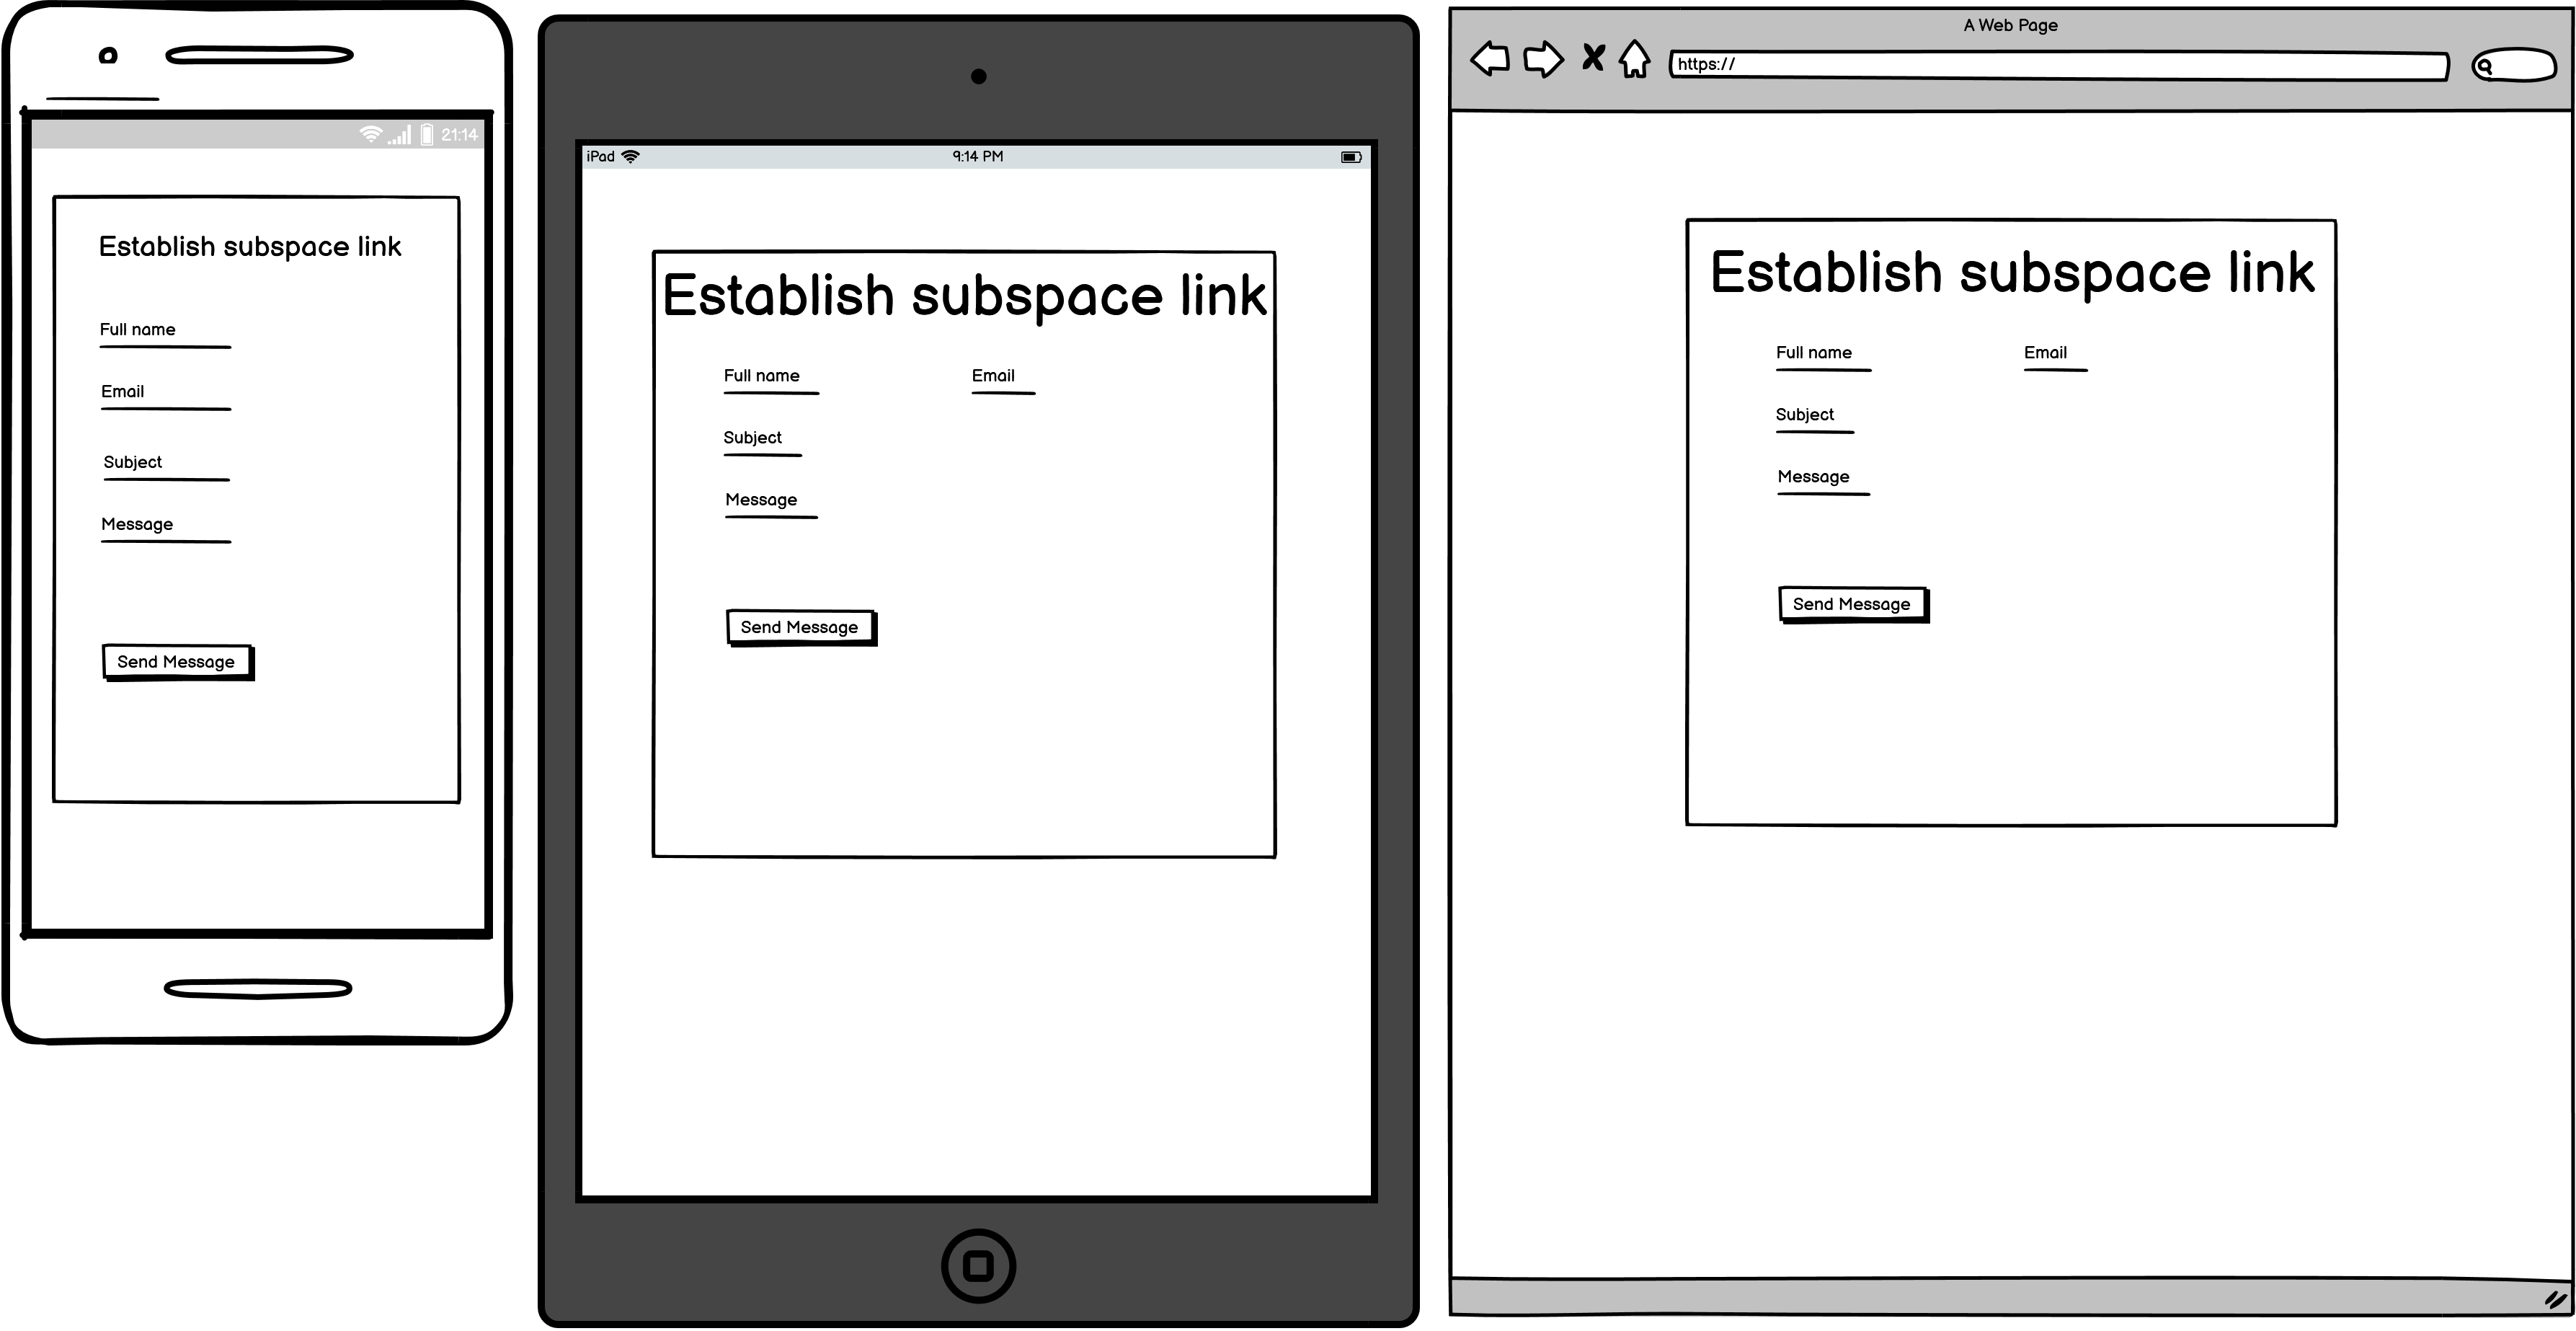 21:14
Establish subspace link
Full name
Email
Subject
Message
Send Message
iPad
9:14 PM
Establish subspace link
Full name
Email
Subject
Message
Send Message
A Web Page
https://
Establish subspace link
Full name
Email
Subject
Message
Send Message